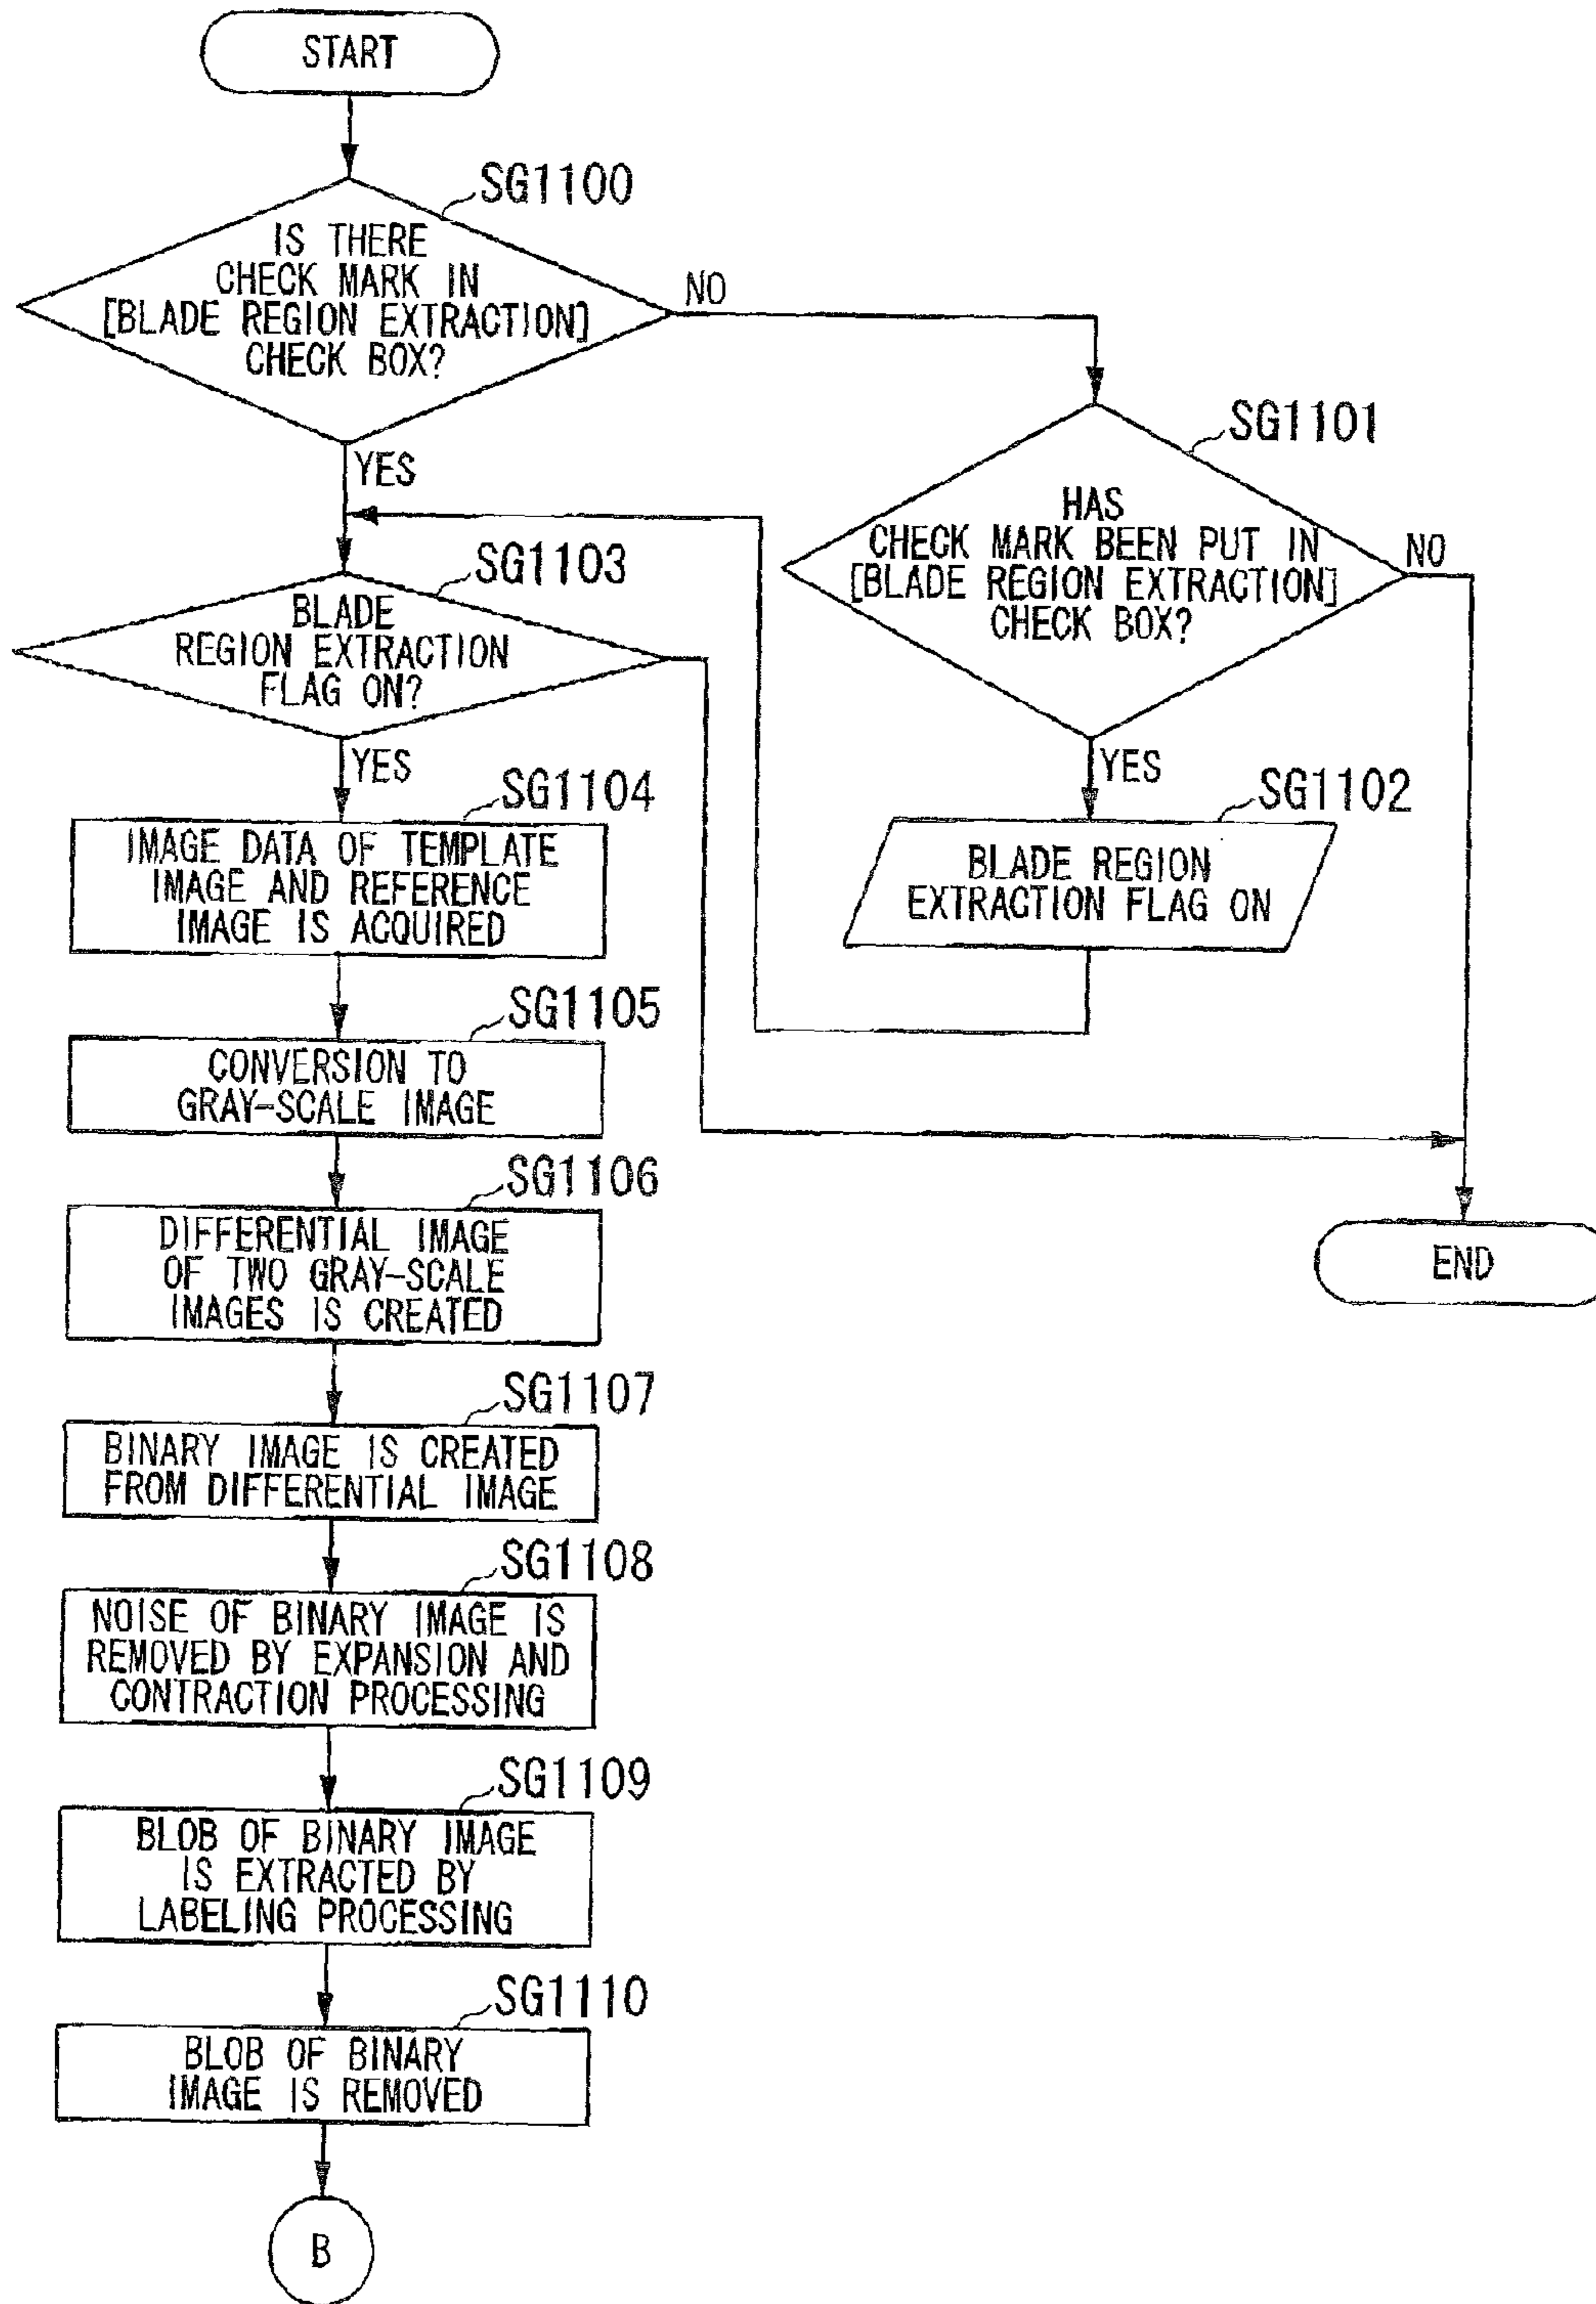 START
SG1100
IS THERE
CHECK MARK IN
[BLADE REGION EXTRACTION]
CHECK BOX?
NO
YES
SG1101
HAS
CHECK MARK BEEN PUT IN
[BLADE REGION EXTRACTION]
CHECK BOX?
NO
YES
SG1102
BLADE REGION
EXTRACTION FLAG ON
SG1103
BLADE
REGION EXTRACTION
FLAG ON?
YES
SG1104
IMAGE DATA OF TEMPLATE
IMAGE AND REFERENCE
IMAGE IS ACQUIRED
SG1105
CONVERSION TO
GRAY-SCALE IMAGE
SG1106
DIFFERENTIAL IMAGE
OF TWO GRAY-SCALE
IMAGES IS CREATED
END
SG1107
BINARY IMAGE IS CREATED
FROM DIFFERENTIAL IMAGE
SG1108
NOISE OF BINARY IMAGE IS
REMOVED BY EXPANSION AND
CONTRACTION PROCESSING
SG1109
BLOB OF BINARY IMAGE
IS EXTRACTED BY
LABELING PROCESSING
SG1110
BLOB OF BINARY
IMAGE IS REMOVED
B